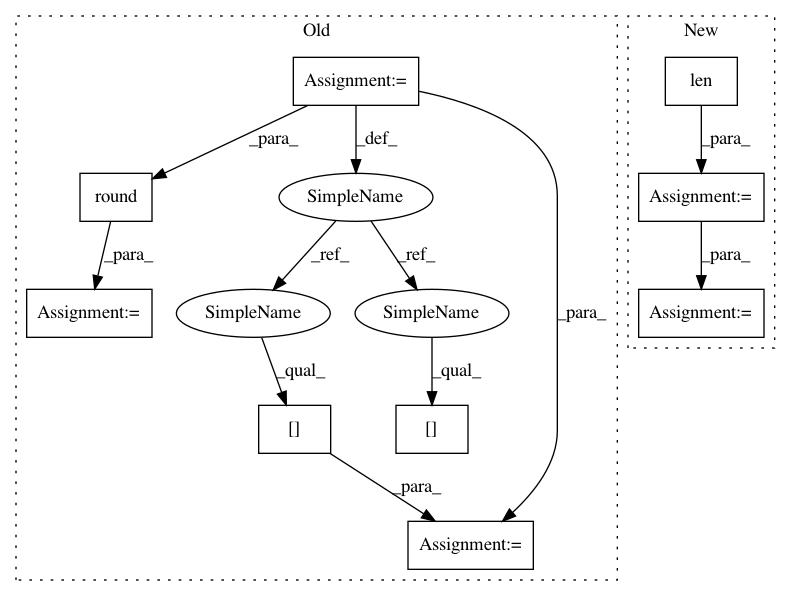 Old
New
Assignment:=
len
_para_
_def_
_para_
round
SimpleName
Assignment:=
_para_
_ref_
_ref_
_para_
Assignment:=
SimpleName
SimpleName
_para_
Assignment:=
_qual_
_qual_
[]
[]
_para_
Assignment:=